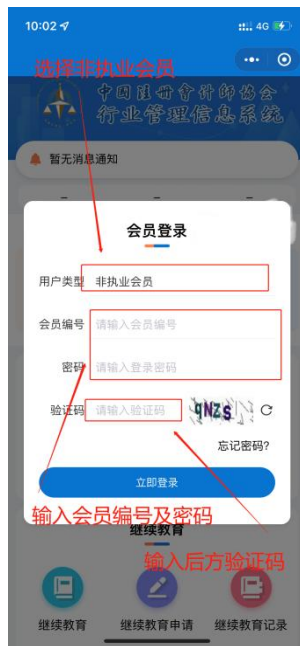 10:02
4G
选择非执业会员
中国注册会计师协会
行业管理信息系统
暂无消息通知
会员登录
用户类型 非执业会员
会员编号 请输入会员编号
密码 请输入登录密码
验证码 请输入验证码 qNZs
忘记密码?
立即登录
输入会员编号及密码
继续教育
输入后方验证码
继续教育 继续教育申请 继续教育记录